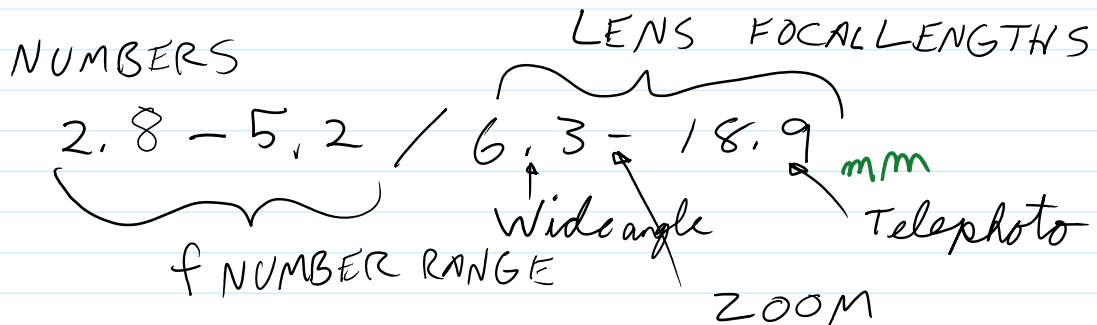 LENS FOCAL LENGTHS
NUMBERS
2.8 - 5.2 / 6.3 - 18.9 mm
Wide angle
Telephoto
f NUMBER RANGE
ZOOM